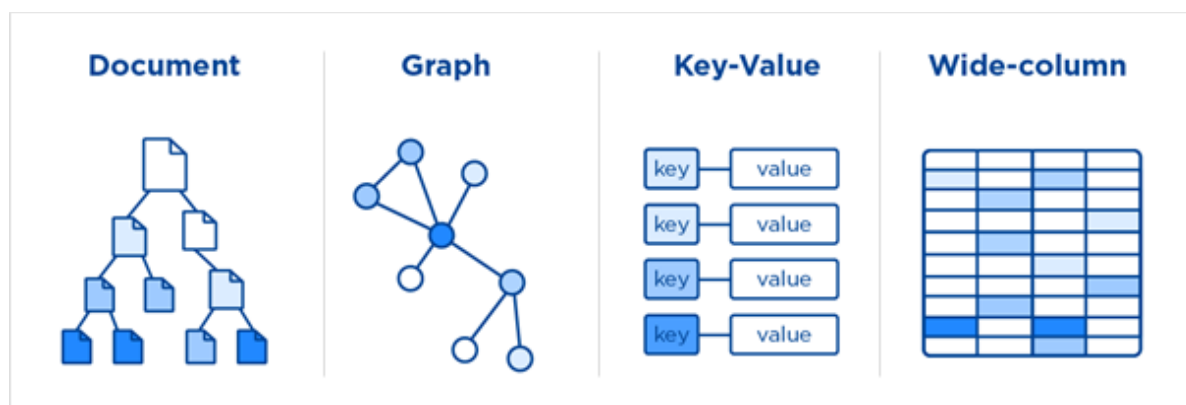 Document
Graph
Key-Value
Wide-column
key value
key value
key value
key value